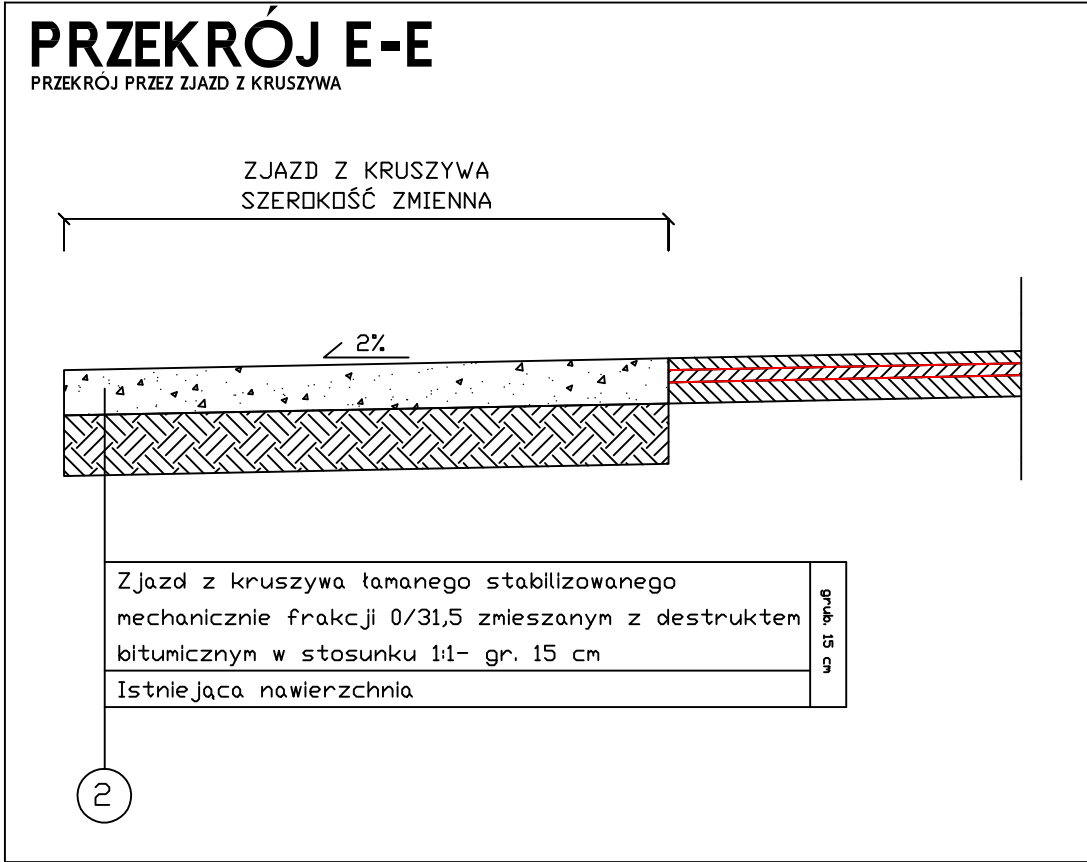 PRZEKRÓJ E-E
PRZEKRÓJ PRZEZ ZJAZD Z KRUSZYWA
ZJAZD Z KRUSZYWA
SZEROKOŚĆ ZMIENNA
2%
Zjazd z kruszywa łamanego stabilizowanego
mechanicznie frakcji 0/31,5 zmieszanym z destruktem
bitumicznym w stosunku 1:1- gr. 15 cm
grub. 15 cm
Istniejąca nawierzchnia
2